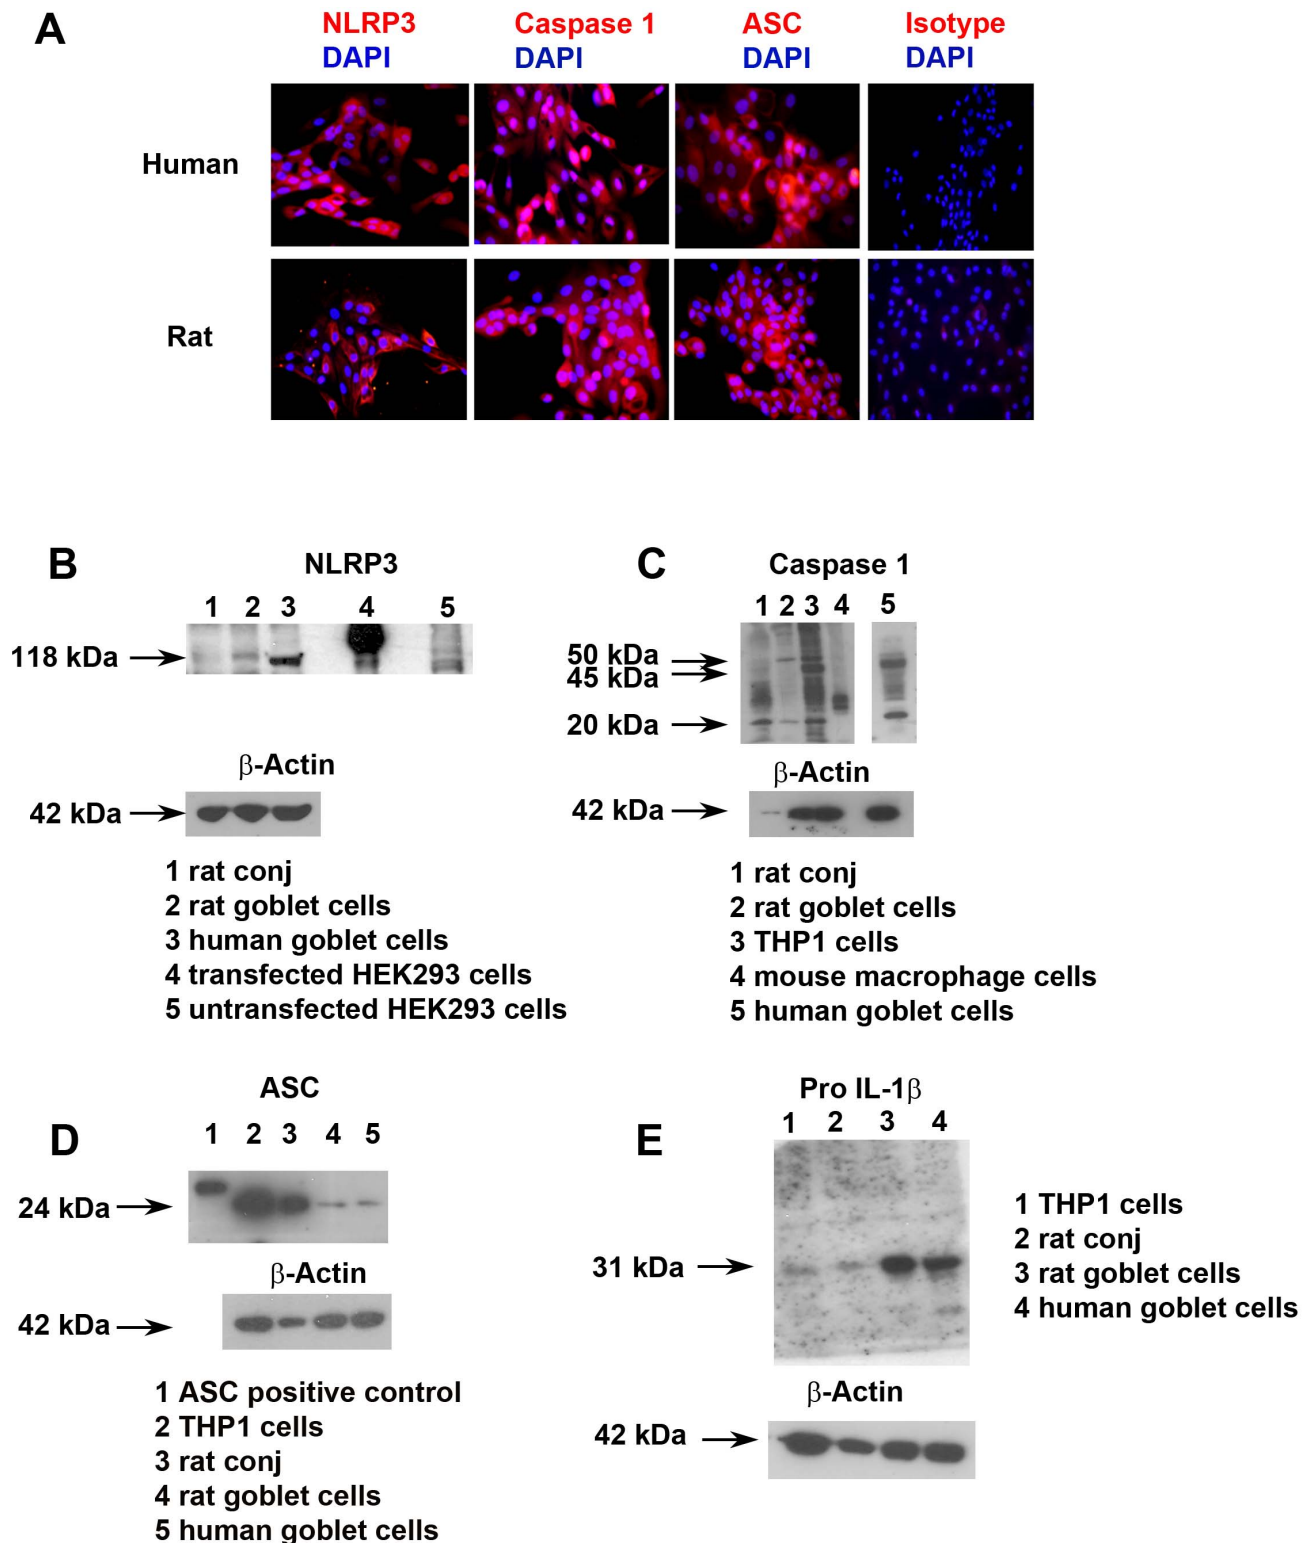 A
NLRP3 Caspase 1 ASC Isotype
DAPI DAPI DAPI DAPI
Human
Rat
B
NLRP3
1 2 3 4 5
118 kDa
β-Actin
42 kDa
1 rat conj
2 rat goblet cells
3 human goblet cells
4 transfected HEK293 cells
5 untransfected HEK293 cells
C
Caspase 1
1 2 3 4 5
50 kDa
45 kDa
20 kDa
β-Actin
42 kDa
1 rat conj
2 rat goblet cells
3 THP1 cells
4 mouse macrophage cells
5 human goblet cells
D
ASC
1 2 3 4 5
24 kDa
β-Actin
42 kDa
1 ASC positive control
2 THP1 cells
3 rat conj
4 rat goblet cells
5 human goblet cells
E
Pro IL-1β
1 2 3 4
31 kDa
β-Actin
42 kDa
1 THP1 cells
2 rat conj
3 rat goblet cells
4 human goblet cells